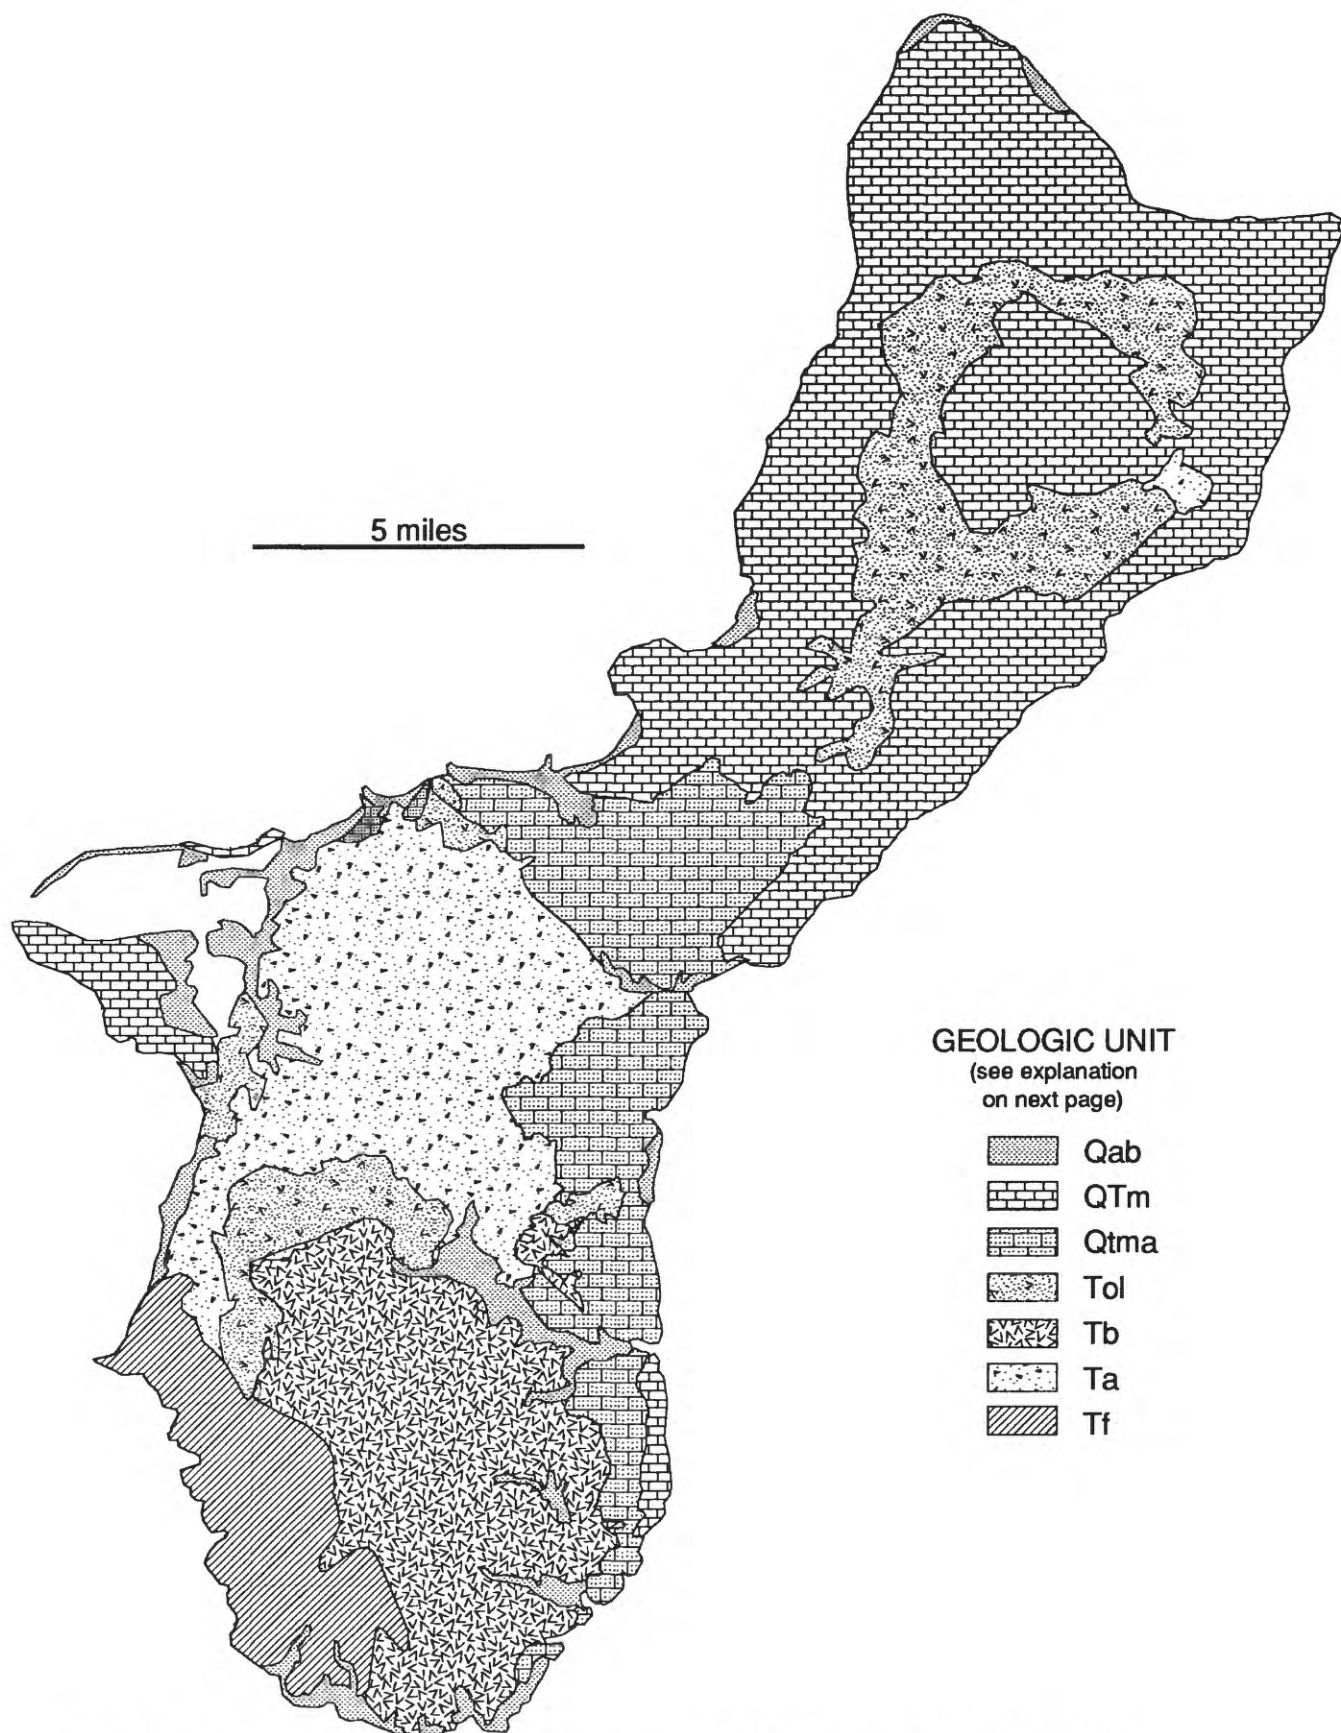 5 miles
GEOLOGIC UNIT
(see explanation
on next page)
Qab
QTm
Qtma
Tol
Tb
Ta
Tf